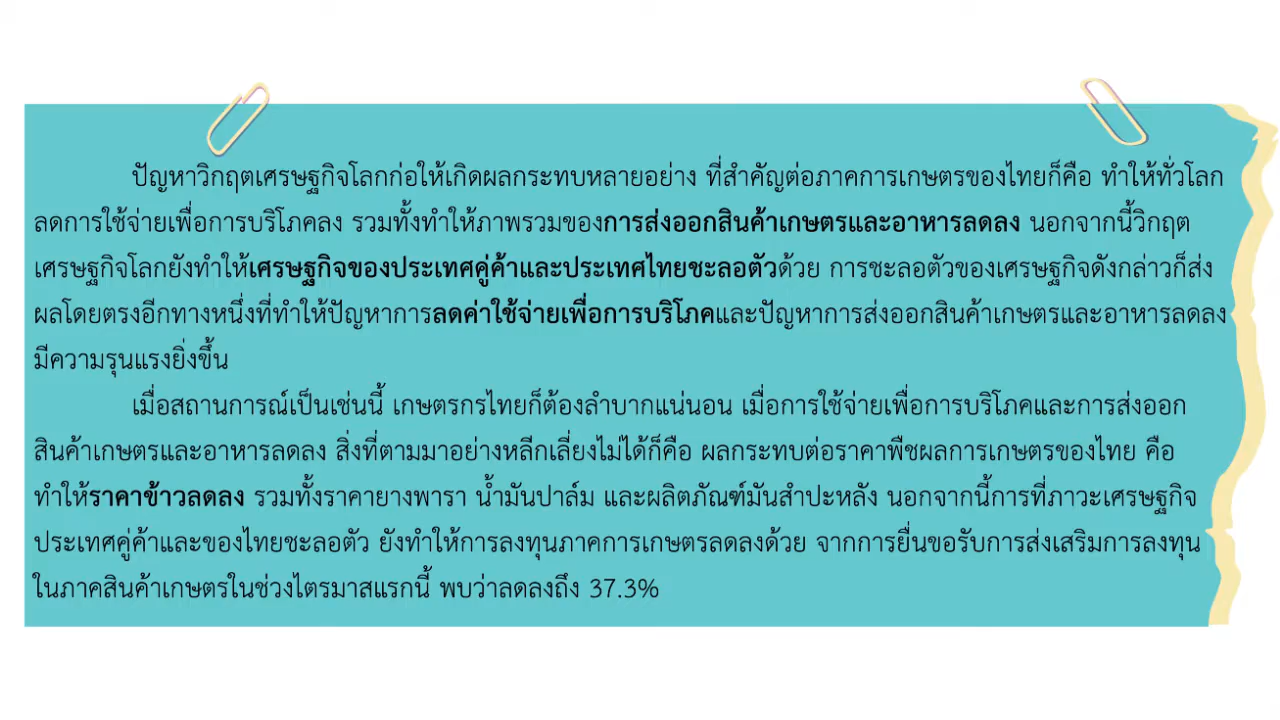 ปัญหาวิกฤตเศรษฐกิจโลกก่อให้เกิดผลกระทบหลายอย่าง ที่สำคัญต่อภาคการเกษตรของไทยก็คือ ทำให้ทั่วโลก
ลดการใช้จ่ายเพื่อการบริโภคลง รวมทั้งทำให้ภาพรวมของการส่งออกสินค้าเกษตรและอาหารลดลง นอกจากนี้วิกฤต
เศรษฐกิจโลกยังทำให้เศรษฐกิจของประเทศคู่ค้าและประเทศไทยชะลอตัวด้วย การชะลอตัวของเศรษฐกิจดังกล่าวก็ส่ง
ผลโดยตรงอีกทางหนึ่งที่ทำให้ปัญหาการลดค่าใช้จ่ายเพื่อการบริโภคและปัญหาการส่งออกสินค้าเกษตรและอาหารลดลง
มีความรุนแรงยิ่งขึ้น
เมื่อสถานการณ์เป็นเช่นนี้ เกษตรกรไทยก็ต้องลำบากแน่นอน เมื่อการใช้จ่ายเพื่อการบริโภคและการส่งออก
สินค้าเกษตรและอาหารลดลง สิ่งที่ตามมาอย่างหลีกเลี่ยงไม่ได้ก็คือ ผลกระทบต่อราคาพืชผลการเกษตรของไทย คือ
ทำให้ราคาข้าวลดลง รวมทั้งราคายางพารา น้ำมันปาล์ม และผลิตภัณฑ์มันสำปะหลัง นอกจากนี้การที่ภาวะเศรษฐกิจ
ประเทศคู่ค้าและของไทยชะลอตัว ยังทำให้การลงทุนภาคการเกษตรลดลงด้วย จากการยื่นขอรับการส่งเสริมการลงทุน
ในภาคสินค้าเกษตรในช่วงไตรมาสแรกนี้ พบว่าลดลงถึง 37.3%